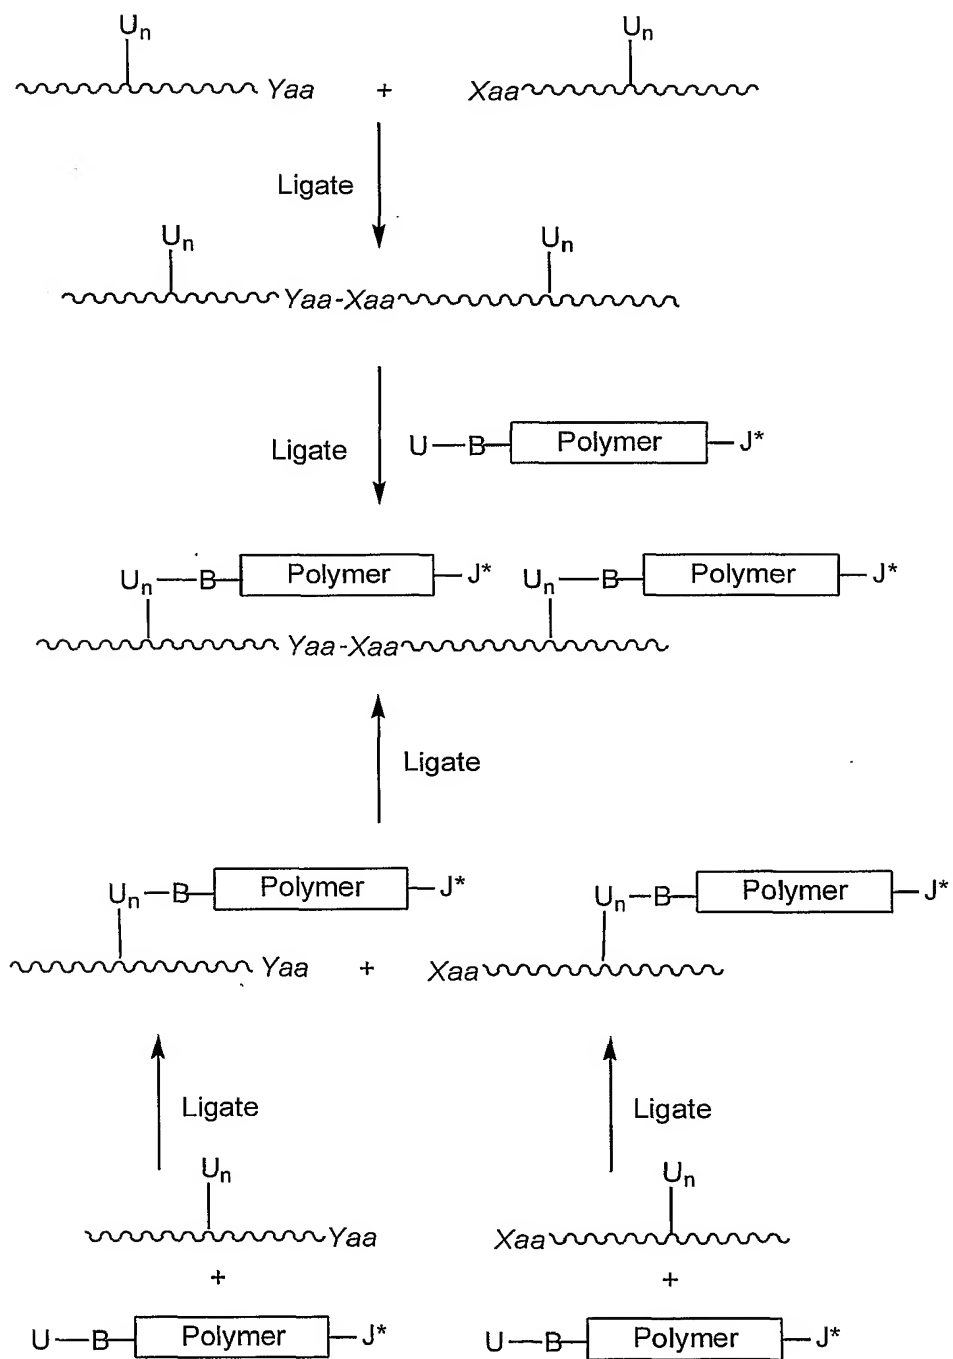 Uₙ Uₙ
Yaa + Xaa
Ligate
Uₙ Uₙ
Yaa-Xaa
Ligate U—B—Polymer—J*
Uₙ—B—Polymer—J* Uₙ—B—Polymer—J*
Yaa-Xaa
Ligate
Uₙ—B—Polymer—J* Uₙ—B—Polymer—J*
Yaa + Xaa
Ligate Ligate
Uₙ Uₙ
Yaa Xaa
+ +
U—B—Polymer—J* U—B—Polymer—J*